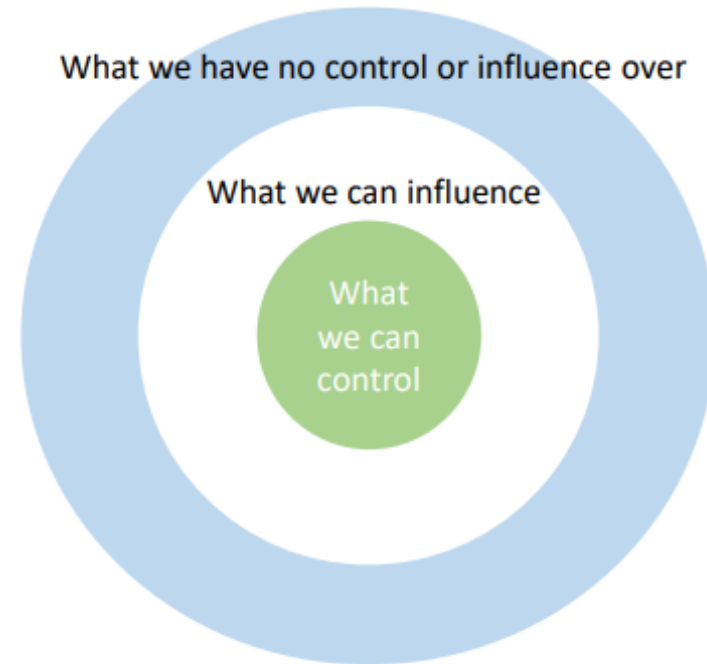 What we have no control or influence over
What we can influence
What
we can
control